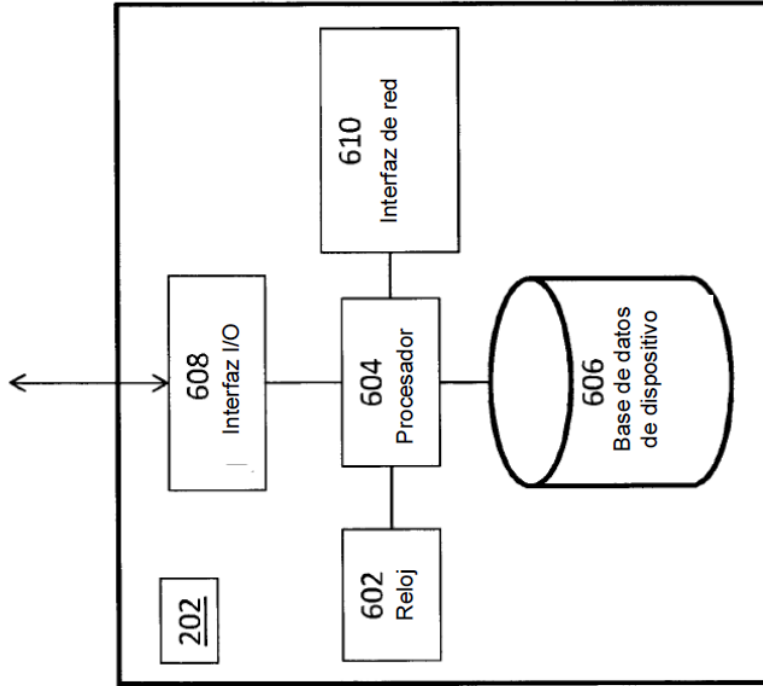 202
608
Interfaz I/O
602
Reloj
604
Procesador
610
Interfaz de red
606
Base de datos
de dispositivo